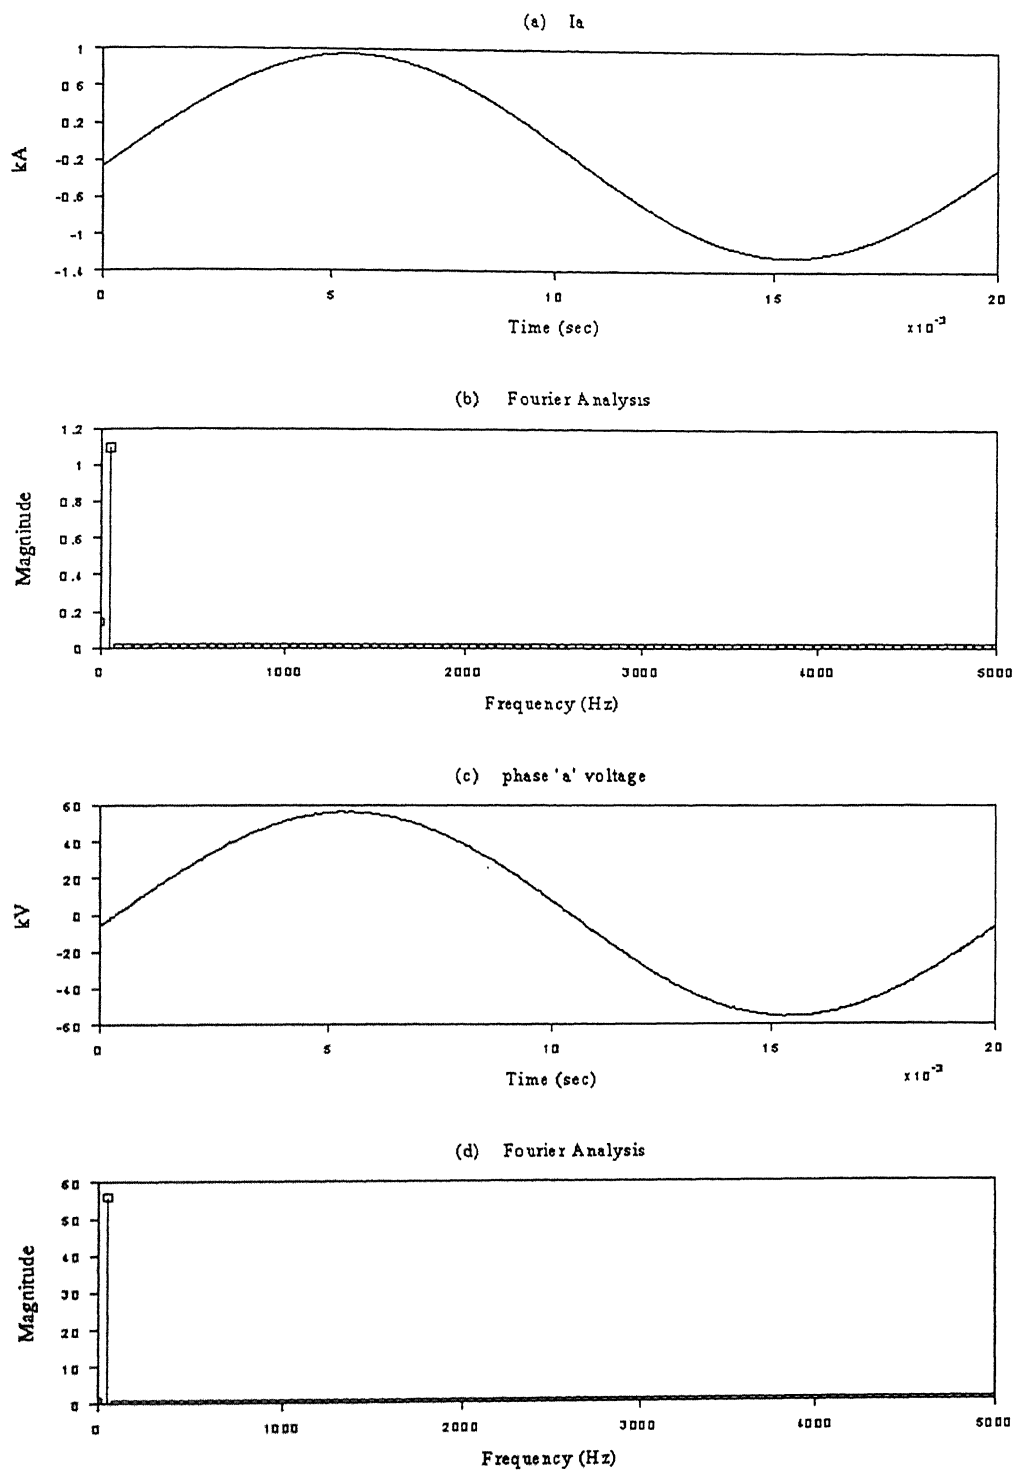 (a) Ia
1
0.6
0.2
-0.2
-0.6
-1
-1.4
kA
0 5 10 15 20
Time (sec)
x10-3
(b) Fourier Analysis
1.2
1
0.8
0.6
0.4
0.2
0
Magnitude
0 1000 2000 3000 4000 5000
Frequency (Hz)
(c) phase 'a' voltage
60
40
20
0
-20
-40
-60
kV
0 5 10 15 20
Time (sec)
x10-3
(d) Fourier Analysis
60
50
40
30
20
10
0
Magnitude
0 1000 2000 3000 4000 5000
Frequency (Hz)